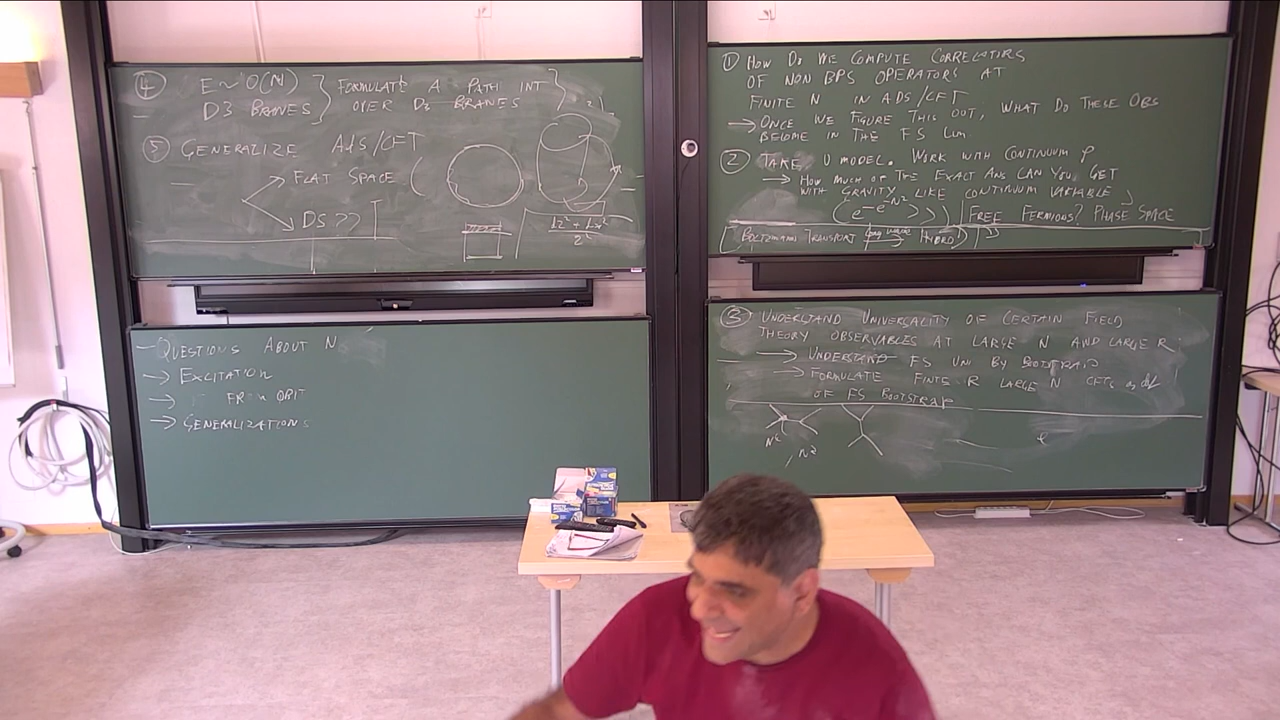 ④ E ~ O(N) } FORMULATE A PATH INT
D3 BRANES } OVER D3 BRANES
⑤ GENERALIZE AdS/CFT
→ FLAT SPACE
→ DS ??
QUESTIONS ABOUT N
→ EXCITATION
→
→ GENERALIZATIONS
① HOW DO WE COMPUTE CORRELATORS
OF NON BPS OPERATORS AT
FINITE N IN ADS/CFT
→ ONCE WE FIGURE THIS OUT, WHAT DO THESE OBS
BECOME IN THE FS LIM.
② TAKE U MODEL. WORK WITH CONTINUUM ρ
→ HOW MUCH OF THE EXACT ANS CAN YOU GET
WITH GRAVITY LIKE CONTINUUM VARIABLE
FREE FERMIONS? PHASE SPACE
BOLTZMANN TRANSPORT → HYDRO
③ UNDERSTAND UNIVERSALITY OF CERTAIN FIELD
THEORY OBSERVABLES AT LARGE N AND LARGE R.
→ UNDERSTAND FS UNI BY BOOTSTRAP
→ FORMULATE FINITE R LARGE N CFTS as def
OF FS BOOTSTRAP